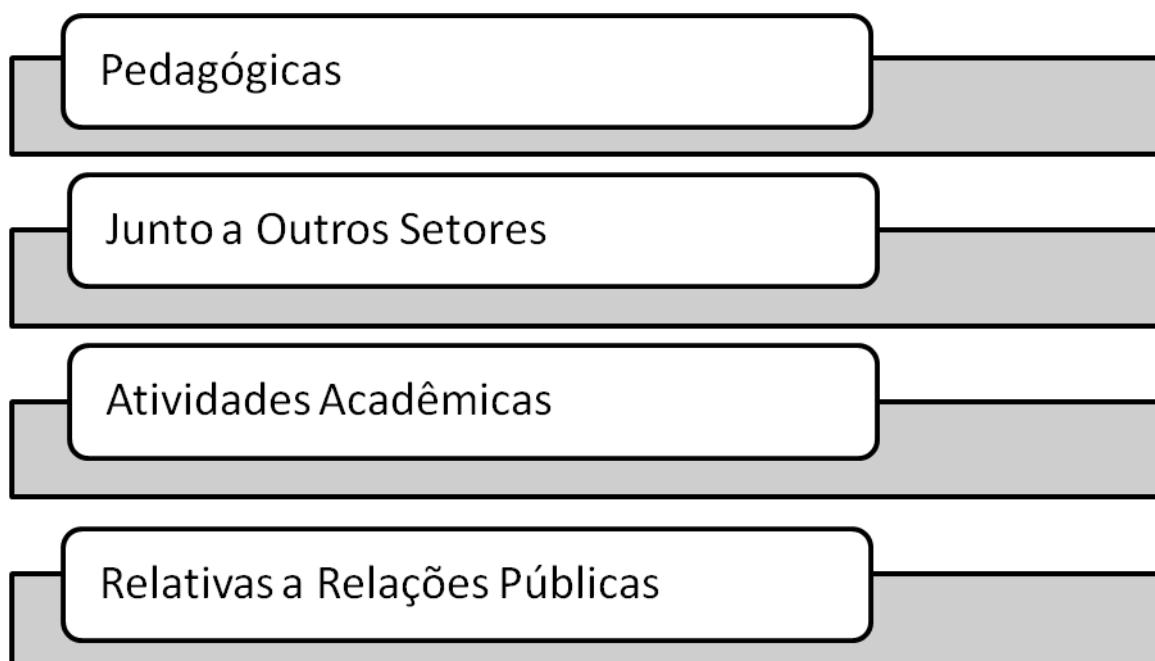 Pedagógicas
Junto a Outros Setores
Atividades Acadêmicas
Relativas a Relações Públicas